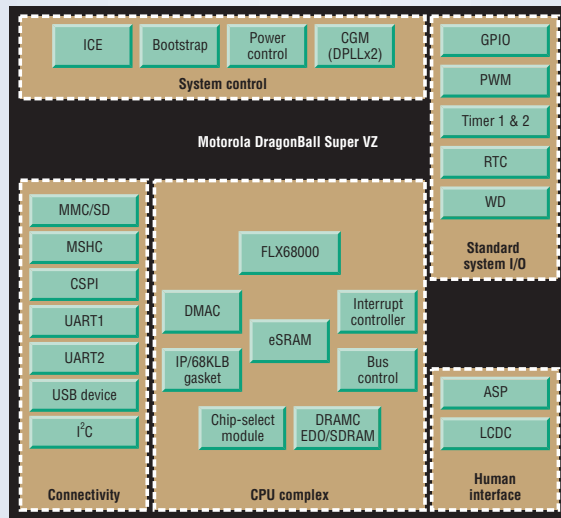 ICE
Bootstrap
Power
control
CGM
(DPLLx2)
System control
GPIO
PWM
Timer 1 & 2
RTC
WD
Standard
system I/O
Motorola DragonBall Super VZ
MMC/SD
MSHC
CSPI
UART1
UART2
USB device
I²C
Connectivity
FLX68000
DMAC
Interrupt
controller
eSRAM
IP/68KLB
gasket
Bus
control
Chip-select
module
DRAMC
EDO/SDRAM
CPU complex
ASP
LCDC
Human
interface